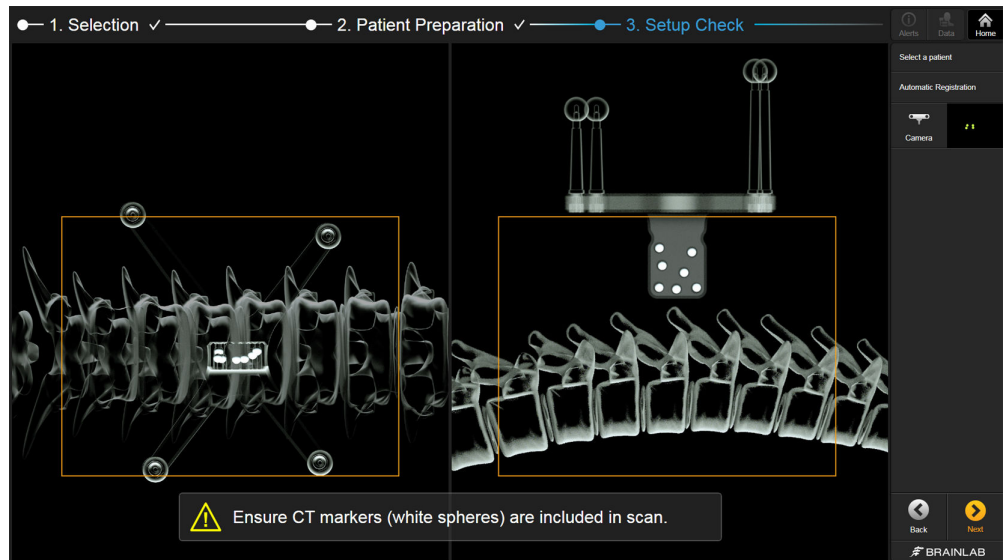 1. Selection
2. Patient Preparation
3. Setup Check
Alerts
Data
Home
Select a patient
Automatic Registration
Camera
Ensure CT markers (white spheres) are included in scan.
Back
Next
BRAINLAB